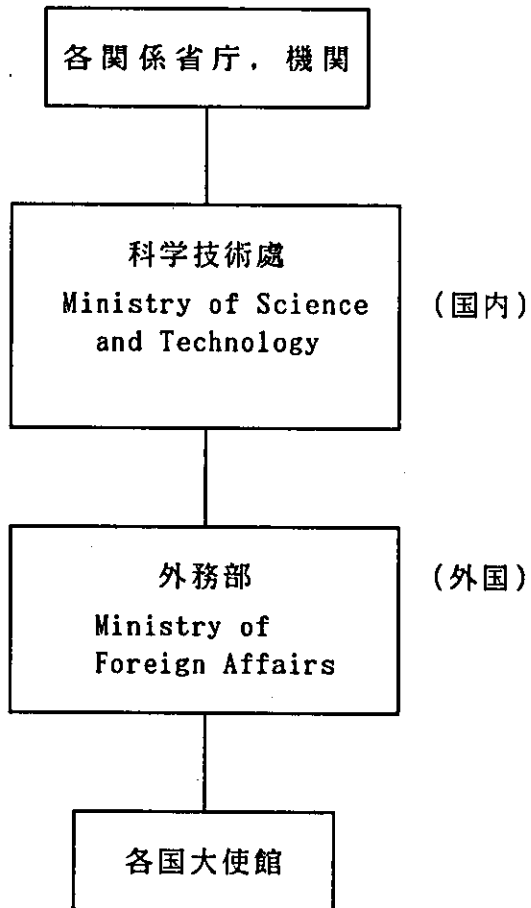 各関係省庁，機関
科学技術處
Ministry of Science
and Technology
(国内)
外務部
Ministry of
Foreign Affairs
(外国)
各国大使館